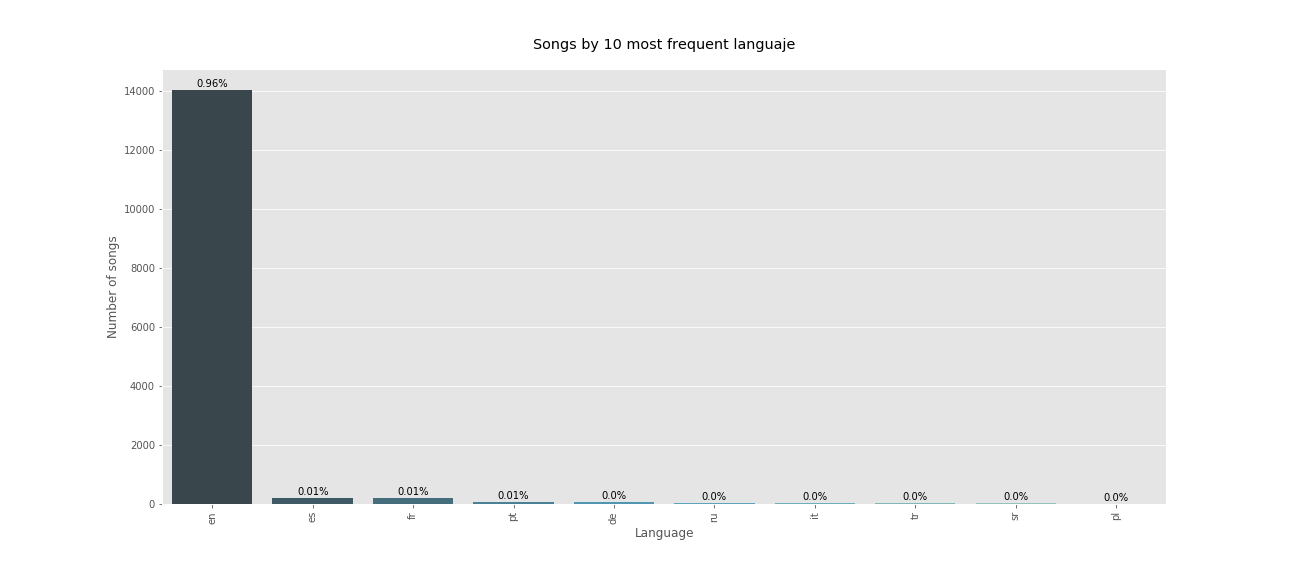 Songs by 10 most frequent languaje
0.96%
14000
12000
10000
8000
6000
4000
2000
0
Number of songs
0.01%
0.01%
0.01%
0.0%
0.0%
0.0%
0.0%
0.0%
0.0%
en
es
fr
pt
de
ru
it
tr
sr
pl
Language